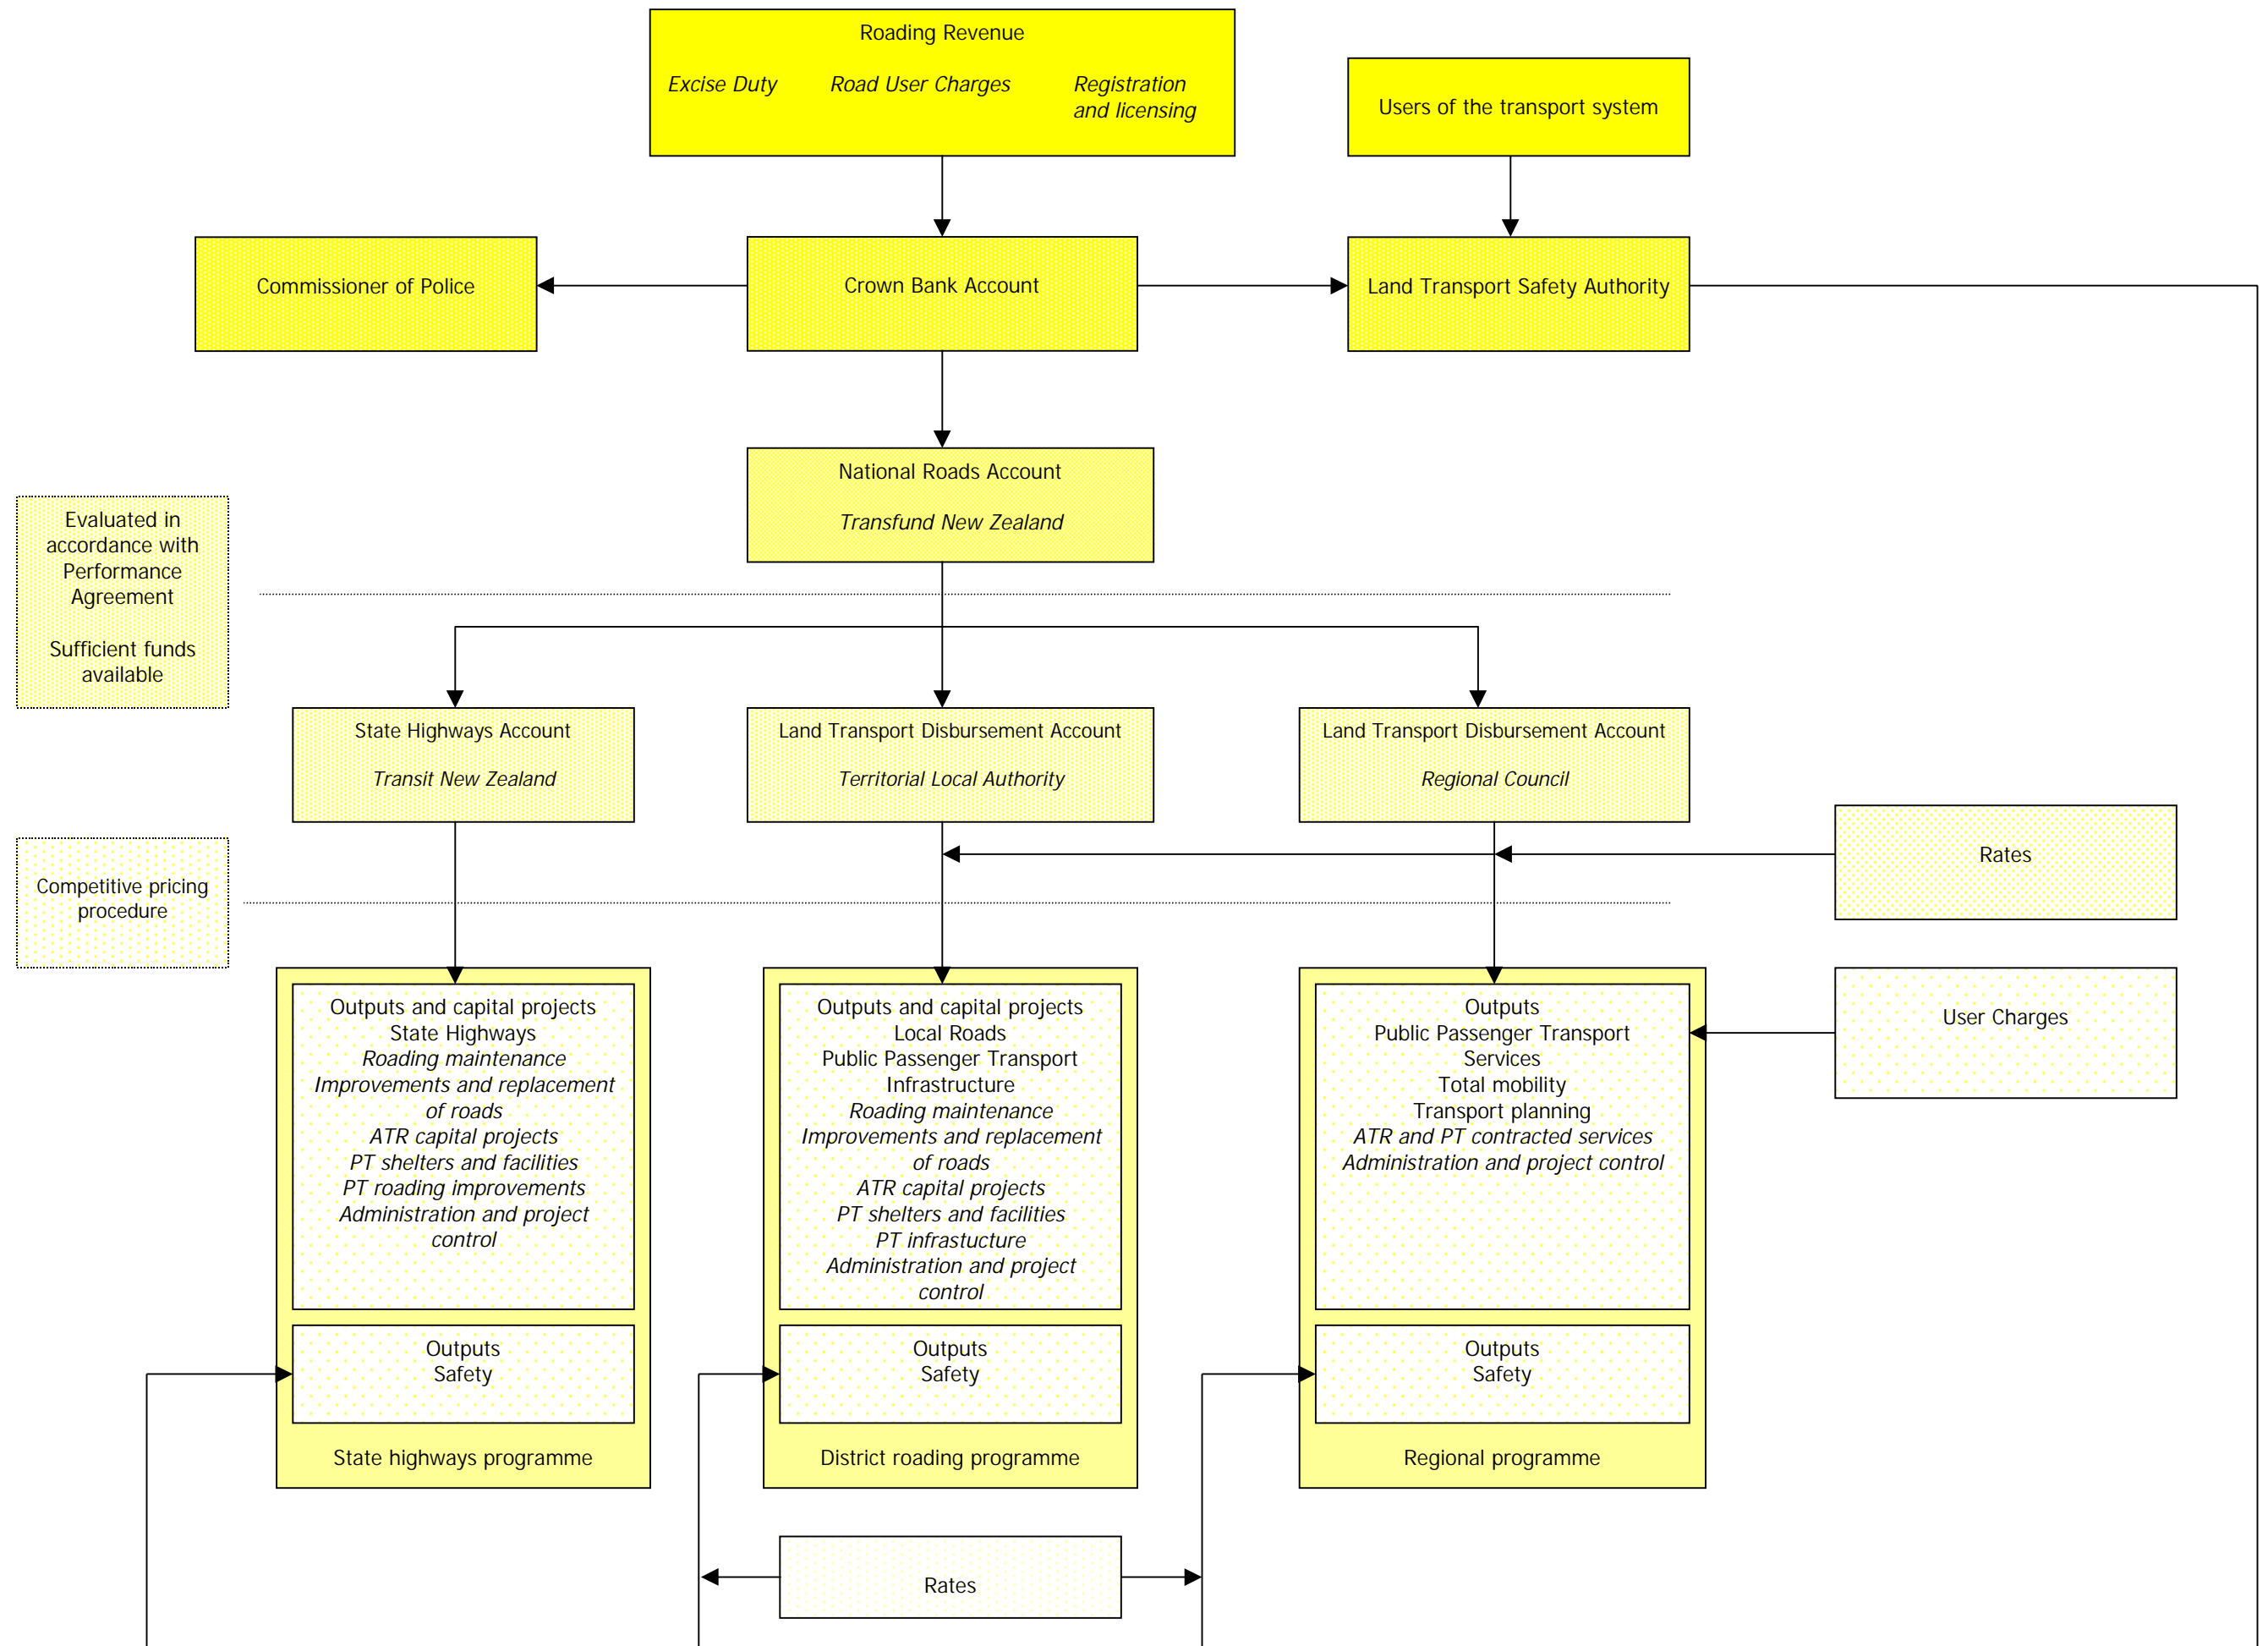 Roading Revenue
Excise Duty
Road User Charges
Registration
and licensing
Users of the transport system
Commissioner of Police
Crown Bank Account
Land Transport Safety Authority
National Roads Account
Transfund New Zealand
Evaluated in
accordance with
Performance
Agreement
Sufficient funds
available
State Highways Account
Transit New Zealand
Land Transport Disbursement Account
Territorial Local Authority
Land Transport Disbursement Account
Regional Council
Rates
Competitive pricing
procedure
Outputs and capital projects
State Highways
Roading maintenance
Improvements and replacement
of roads
ATR capital projects
PT shelters and facilities
PT roading improvements
Administration and project
control
Outputs and capital projects
Local Roads
Public Passenger Transport
Infrastructure
Roading maintenance
Improvements and replacement
of roads
ATR capital projects
PT shelters and facilities
PT infrastucture
Administration and project
control
Outputs
Public Passenger Transport
Services
Total mobility
Transport planning
ATR and PT contracted services
Administration and project control
User Charges
Outputs
Safety
Outputs
Safety
Outputs
Safety
State highways programme
District roading programme
Regional programme
Rates